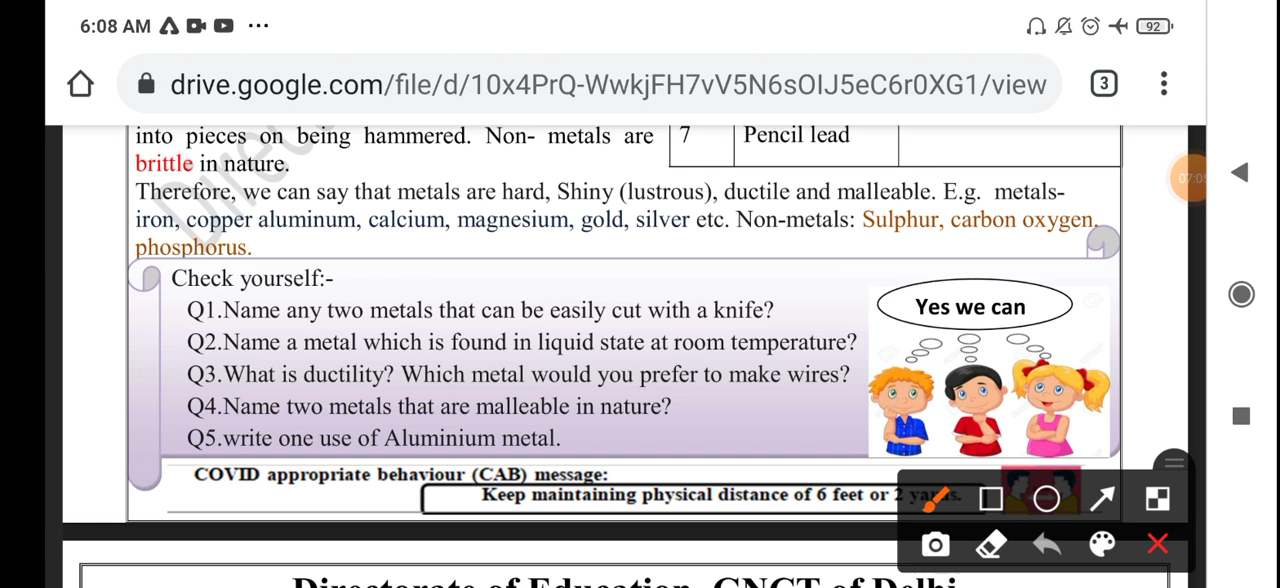 6:08 AM
92
drive.google.com/file/d/10x4PrQ-WwkjFH7vV5N6sOIJ5eC6r0XG1/view
3
into pieces on being hammered. Non- metals are
brittle in nature.
7 Pencil lead
07:05
Therefore, we can say that metals are hard, Shiny (lustrous), ductile and malleable. E.g. metals-
iron, copper aluminum, calcium, magnesium, gold, silver etc. Non-metals: Sulphur, carbon oxygen,
phosphorus.
Check yourself:-
Q1.Name any two metals that can be easily cut with a knife?
Q2.Name a metal which is found in liquid state at room temperature?
Q3.What is ductility? Which metal would you prefer to make wires?
Q4.Name two metals that are malleable in nature?
Q5.write one use of Aluminium metal.
Yes we can
COVID appropriate behaviour (CAB) message:
Keep maintaining physical distance of 6 feet or 2 yards.
Directorate of Education, GNCT of Delhi